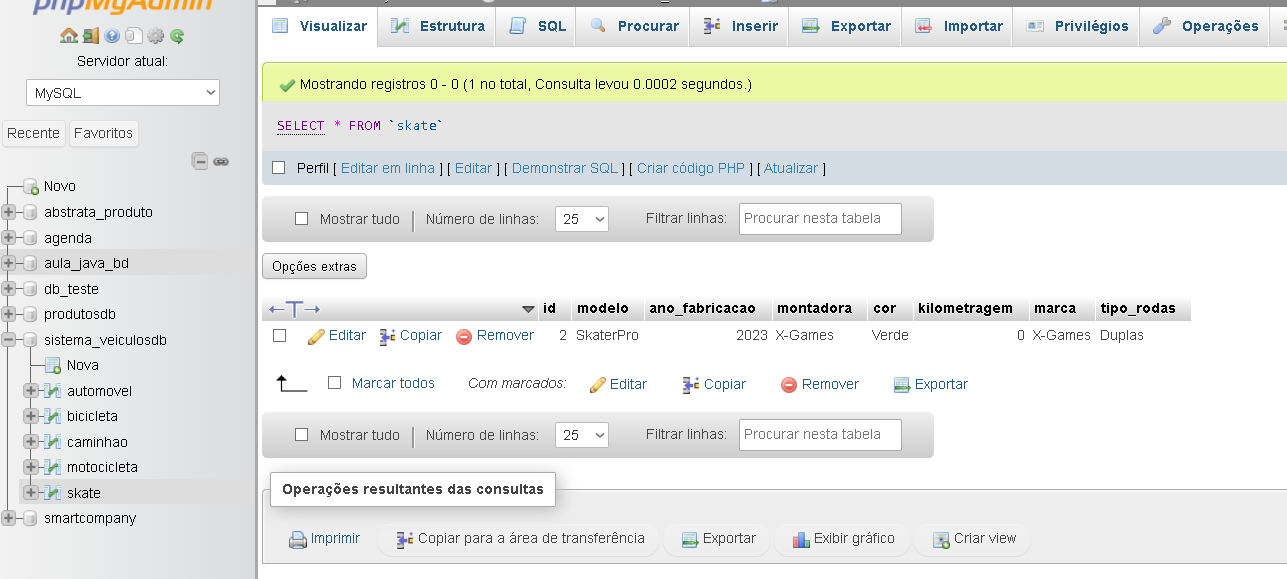 phpMyAdmin
Servidor atual:
MySQL
Recente Favoritos
Novo
abstrata_produto
agenda
aula_java_bd
db_teste
produtosdb
sistema_veiculosdb
Nova
automovel
bicicleta
caminhao
motocicleta
skate
smartcompany
Visualizar Estrutura SQL Procurar Inserir Exportar Importar Privilégios Operações
Mostrando registros 0 - 0 (1 no total, Consulta levou 0.0002 segundos.)
SELECT * FROM `skate`
Perfil [ Editar em linha ] [ Editar ] [ Demonstrar SQL ] [ Criar código PHP ] [ Atualizar ]
Mostrar tudo Número de linhas: 25 Filtrar linhas: Procurar nesta tabela
Opções extras
id modelo ano_fabricacao montadora cor kilometragem marca tipo_rodas
Editar Copiar Remover 2 SkaterPro 2023 X-Games Verde 0 X-Games Duplas
Marcar todos Com marcados: Editar Copiar Remover Exportar
Mostrar tudo Número de linhas: 25 Filtrar linhas: Procurar nesta tabela
Operações resultantes das consultas
Imprimir Copiar para a área de transferência Exportar Exibir gráfico Criar view